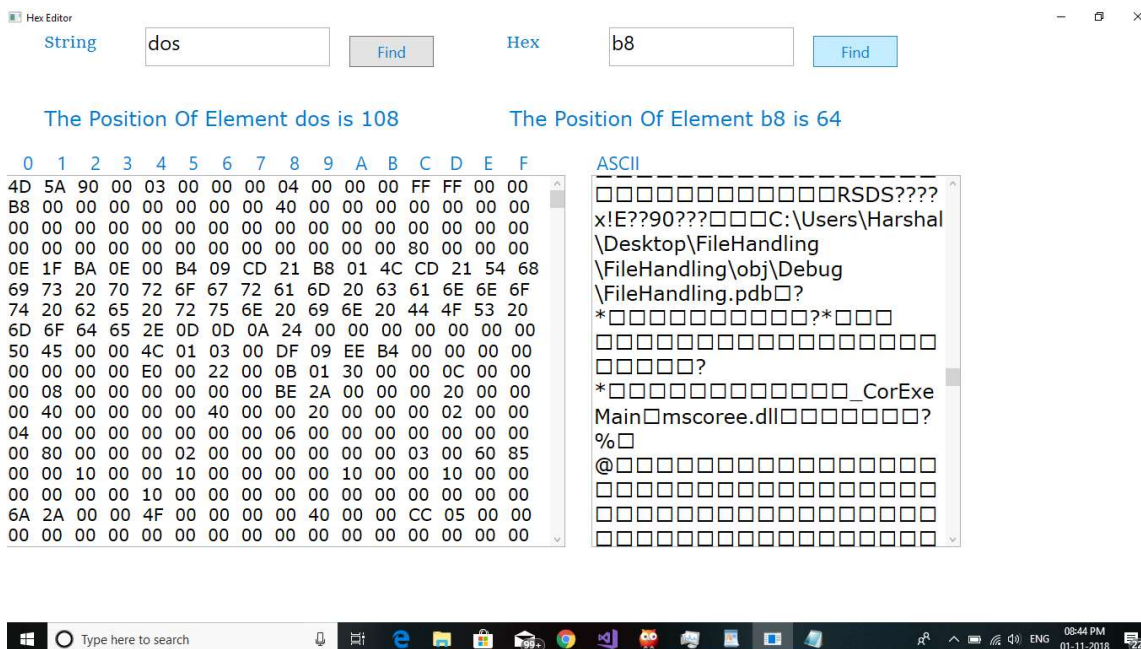 Hex Editor
String dos Find Hex b8 Find
The Position Of Element dos is 108 The Position Of Element b8 is 64
0 1 2 3 4 5 6 7 8 9 A B C D E F
4D 5A 90 00 03 00 00 00 04 00 00 00 FF FF 00 00
B8 00 00 00 00 00 00 00 40 00 00 00 00 00 00 00
00 00 00 00 00 00 00 00 00 00 00 00 00 00 00 00
00 00 00 00 00 00 00 00 00 00 00 00 80 00 00 00
0E 1F BA 0E 00 B4 09 CD 21 B8 01 4C CD 21 54 68
69 73 20 70 72 6F 67 72 61 6D 20 63 61 6E 6E 6F
74 20 62 65 20 72 75 6E 20 69 6E 20 44 4F 53 20
6D 6F 64 65 2E 0D 0D 0A 24 00 00 00 00 00 00 00
50 45 00 00 4C 01 03 00 DF 09 EE B4 00 00 00 00
00 00 00 00 E0 00 22 00 0B 01 30 00 00 0C 00 00
00 08 00 00 00 00 00 00 BE 2A 00 00 00 20 00 00
00 40 00 00 00 00 40 00 00 20 00 00 00 02 00 00
04 00 00 00 00 00 00 00 06 00 00 00 00 00 00 00
00 80 00 00 00 02 00 00 00 00 00 00 03 00 60 85
00 00 10 00 00 10 00 00 00 00 10 00 00 10 00 00
00 00 00 00 10 00 00 00 00 00 00 00 00 00 00 00
6A 2A 00 00 4F 00 00 00 00 40 00 00 CC 05 00 00
00 00 00 00 00 00 00 00 00 00 00 00 00 00 00 00
ASCII
□□□□□□□□□□□□RSDS????
x!E??90???□□□C:\Users\Harshal
\Desktop\FileHandling
\FileHandling\obj\Debug
\FileHandling.pdb□?
*□□□□□□□□□□?*□□□
□□□□□□□□□□□□□□□□□
□□□□□?
*□□□□□□□□□□□□_CorExe
Main□mscoree.dll□□□□□□□?
%□
@□□□□□□□□□□□□□□□□
□□□□□□□□□□□□□□□□□
□□□□□□□□□□□□□□□□□
□□□□□□□□□□□□□□□□□
Type here to search 99+ ENG 08:44 PM
01-11-2018 22